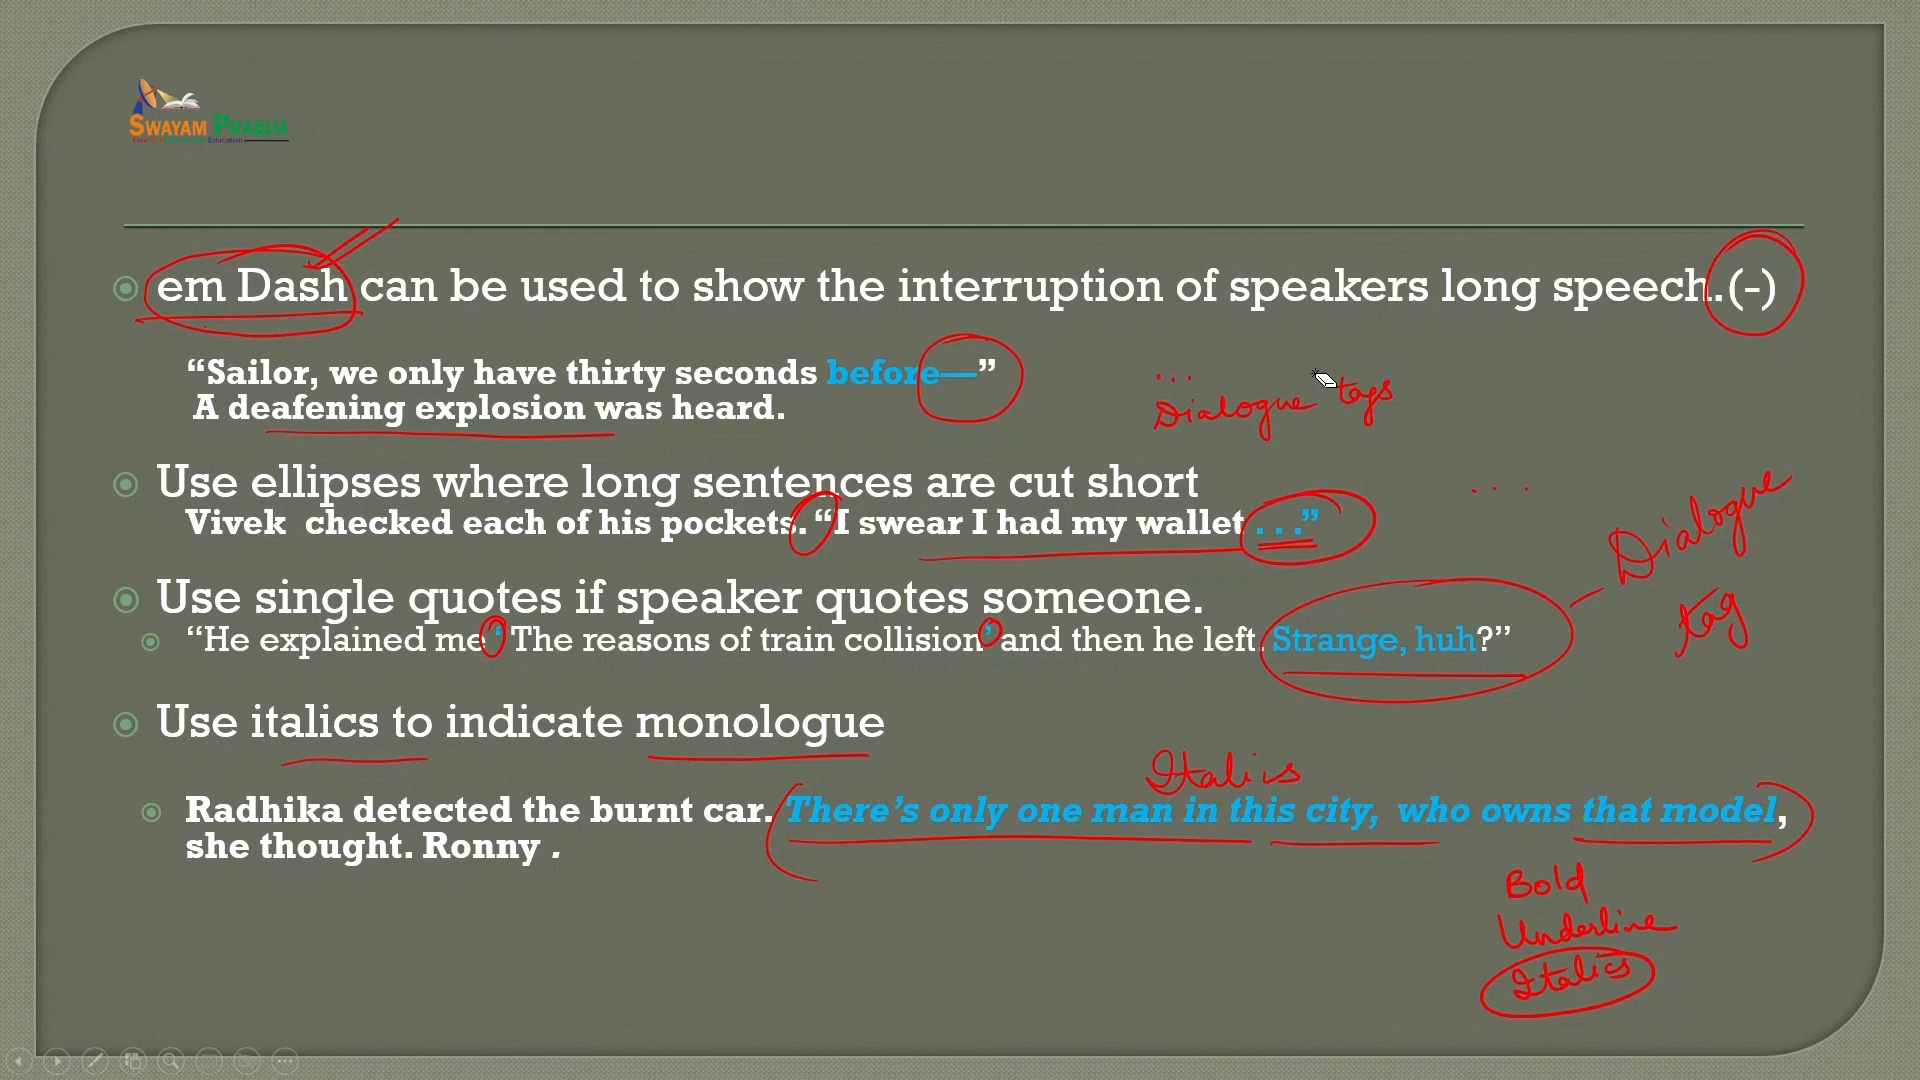 SWAYAM PRABHA
em Dash can be used to show the interruption of speakers long speech.(-)
“Sailor, we only have thirty seconds before—”
A deafening explosion was heard.
...
Dialogue tags
Use ellipses where long sentences are cut short
Vivek checked each of his pockets. “I swear I had my wallet . . .”
. . .
Dialogue
tag
Use single quotes if speaker quotes someone.
“He explained me ‘ The reasons of train collision’ and then he left. Strange, huh?”
Use italics to indicate monologue
Italics
Radhika detected the burnt car. There’s only one man in this city, who owns that model,
she thought. Ronny .
Bold
Underline
Italics